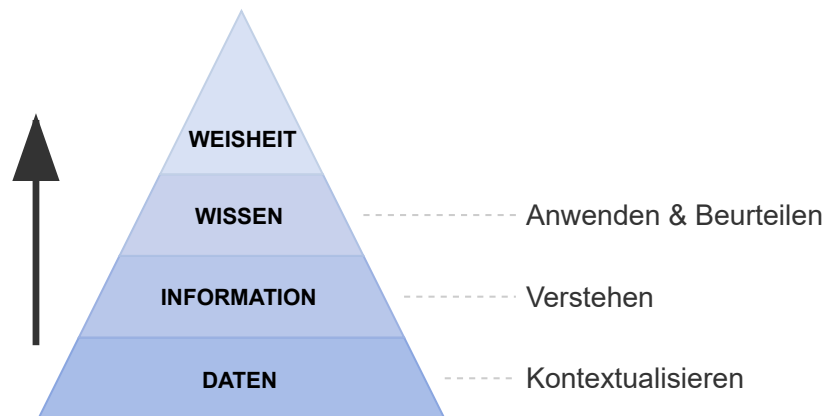 WEISHEIT
WISSEN
Anwenden & Beurteilen
INFORMATION
Verstehen
DATEN
Kontextualisieren